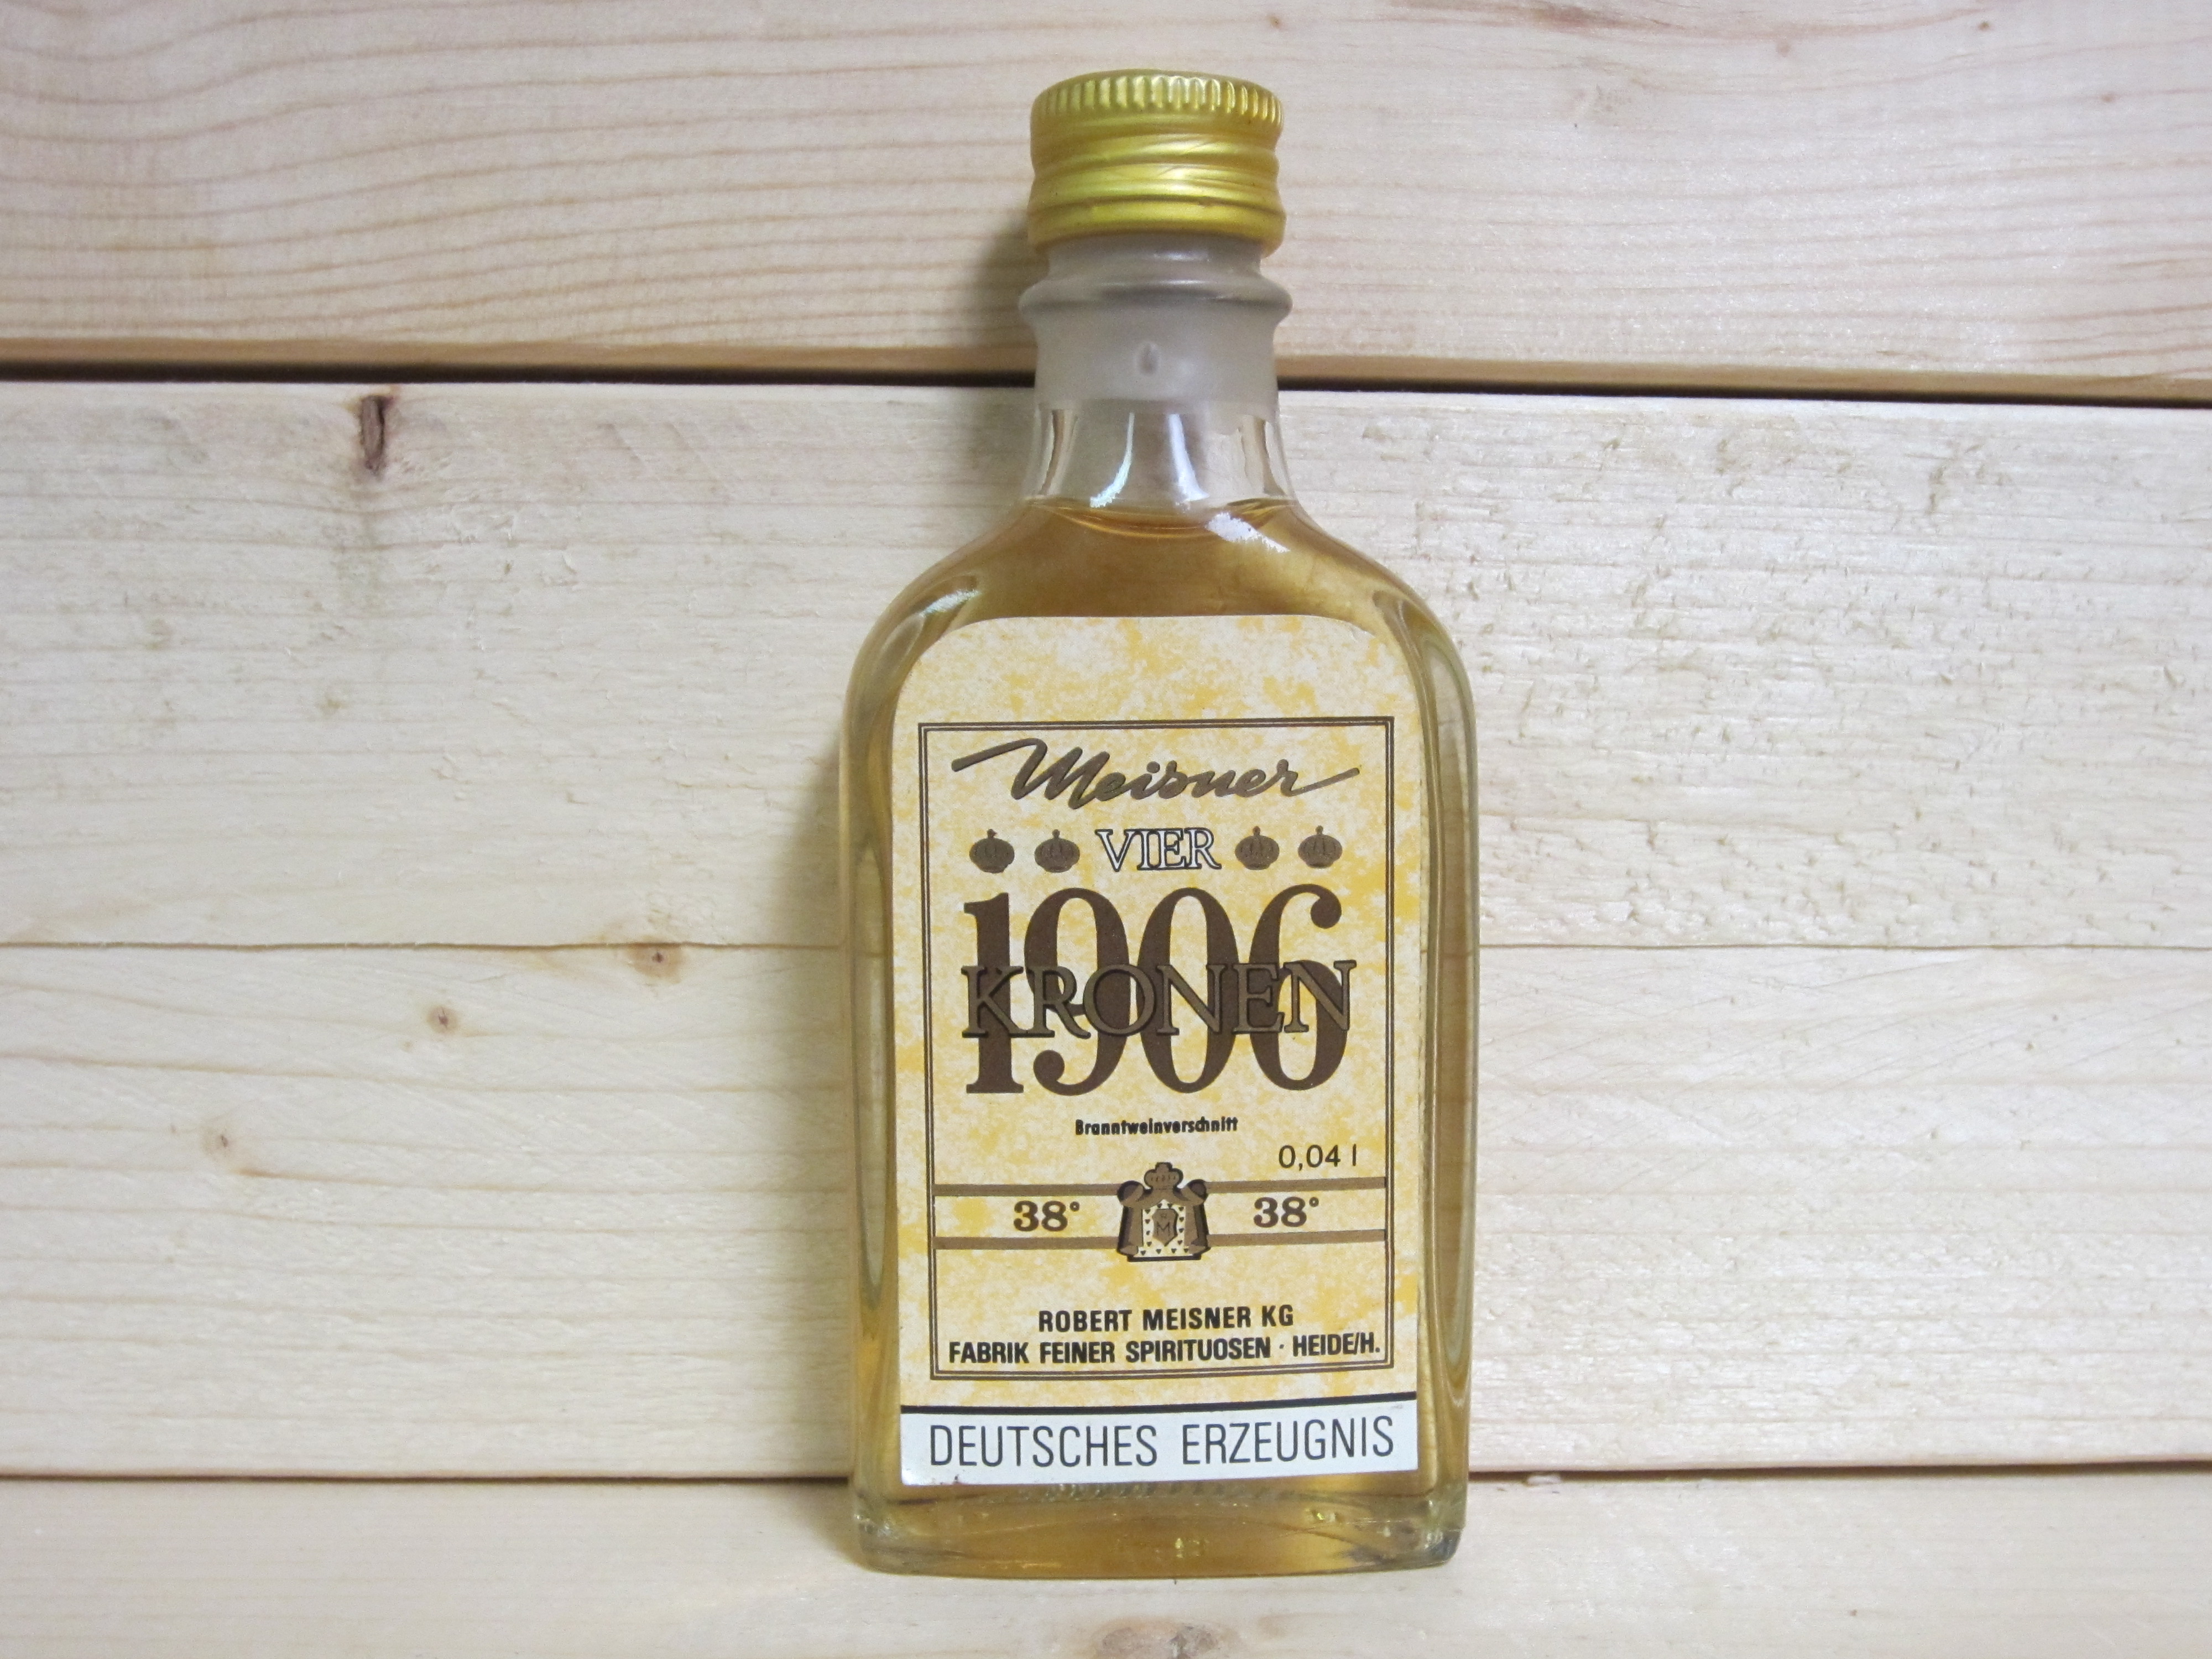 Meisner
VIER
1906
KRONEN
Branntweinverschnitt
0,04 l
38° 38°
ROBERT MEISNER KG
FABRIK FEINER SPIRITUOSEN · HEIDE/H.
DEUTSCHES ERZEUGNIS